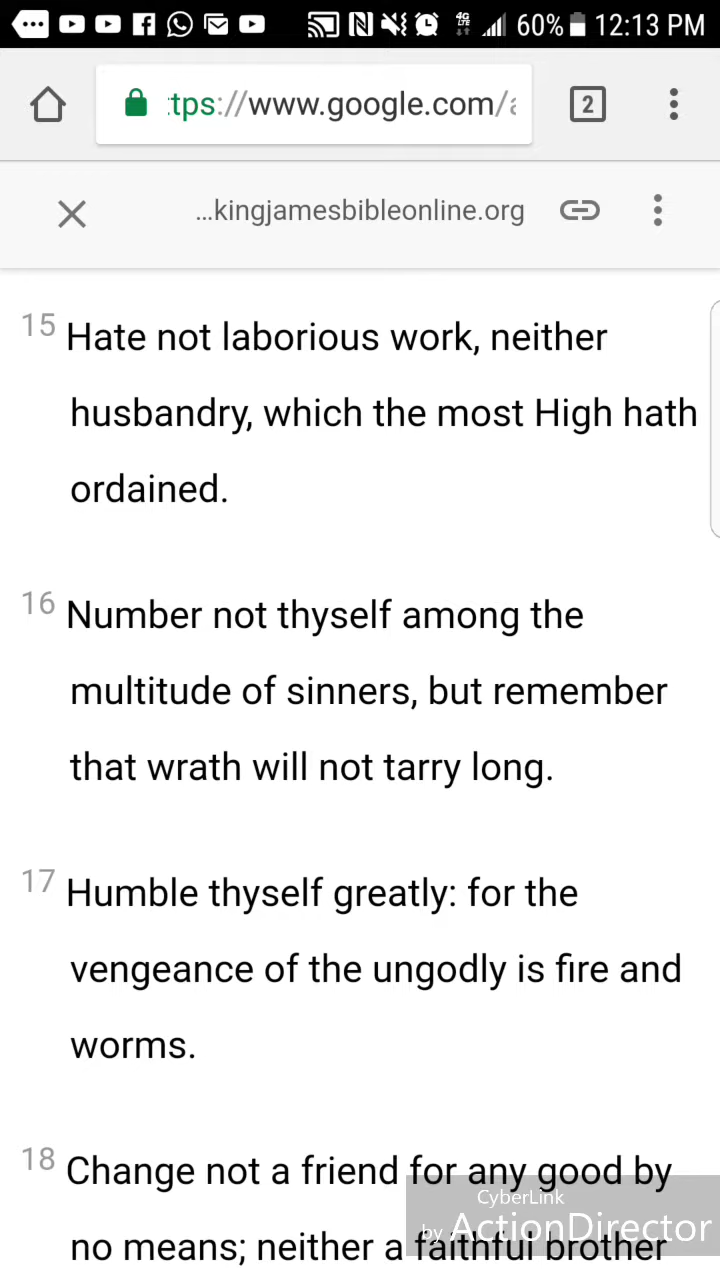 4G
LTE
60%
12:13 PM
:tps://www.google.com/a
2
...kingjamesbibleonline.org
15 Hate not laborious work, neither
husbandry, which the most High hath
ordained.
16 Number not thyself among the
multitude of sinners, but remember
that wrath will not tarry long.
17 Humble thyself greatly: for the
vengeance of the ungodly is fire and
worms.
18 Change not a friend for any good by
no means; neither a faithful brother
CyberLink
by ActionDirector